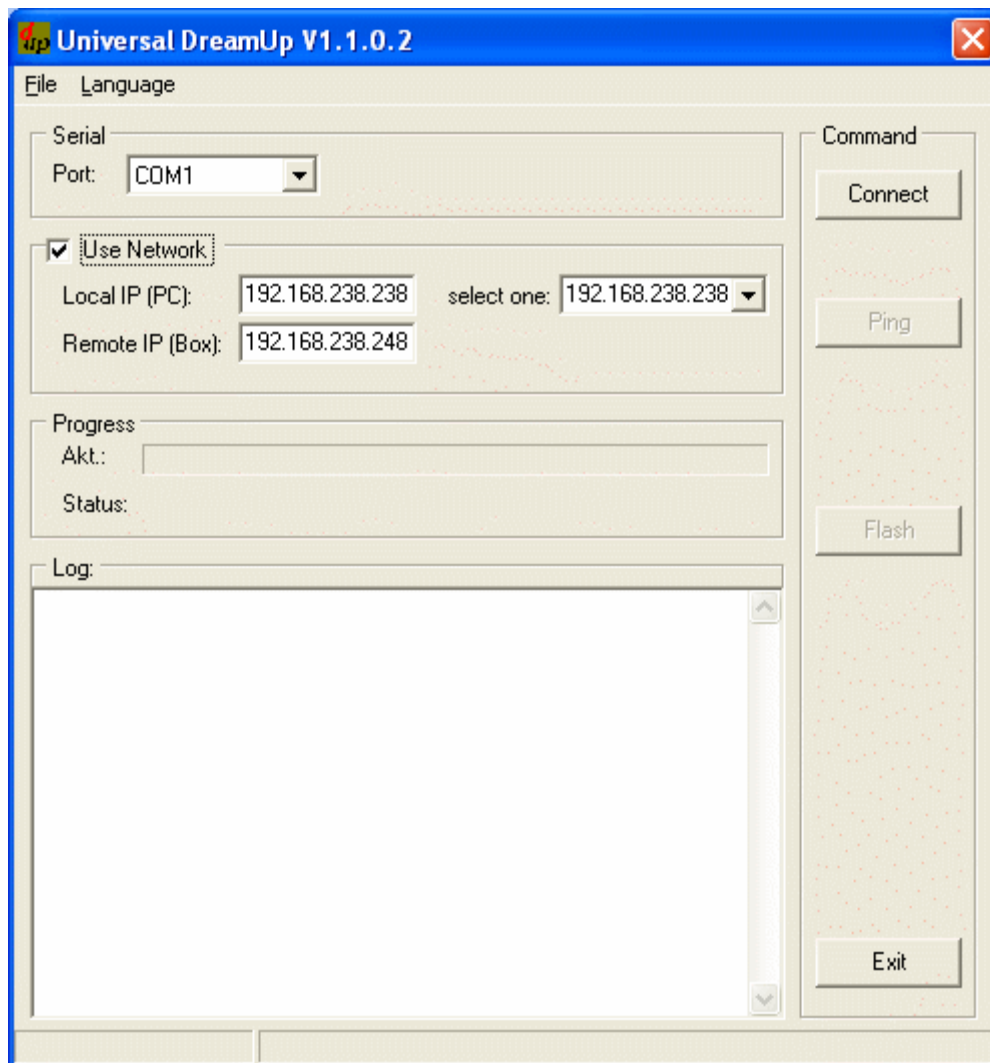 up Universal DreamUp V1.1.0.2
File Language
Serial
Port: COM1
Use Network
Local IP (PC): 192.168.238.238 select one: 192.168.238.238
Remote IP (Box): 192.168.238.248
Progress
Akt.:
Status:
Log:
Command
Connect
Ping
Flash
Exit